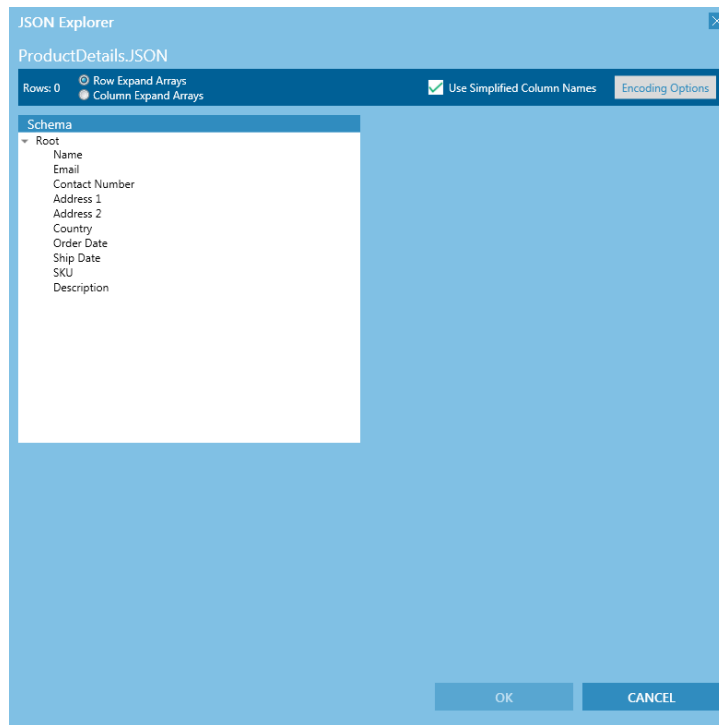 JSON Explorer
ProductDetails.JSON
Rows: 0
Row Expand Arrays
Column Expand Arrays
Use Simplified Column Names
Encoding Options
Schema
Root
Name
Email
Contact Number
Address 1
Address 2
Country
Order Date
Ship Date
SKU
Description
OK
CANCEL